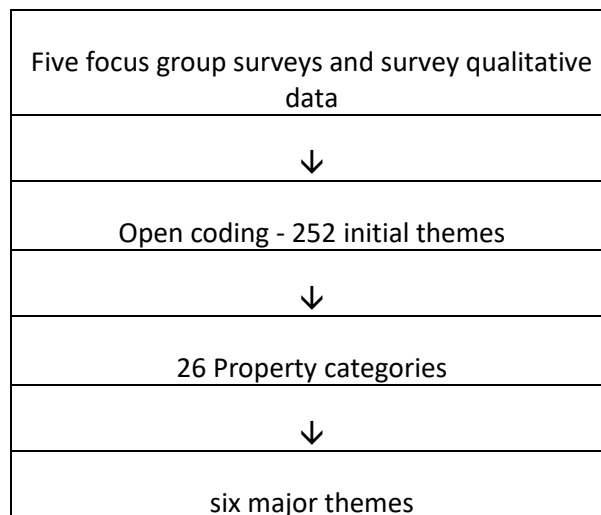 Five focus group surveys and survey qualitative
data
↓
Open coding - 252 initial themes
↓
26 Property categories
↓
six major themes